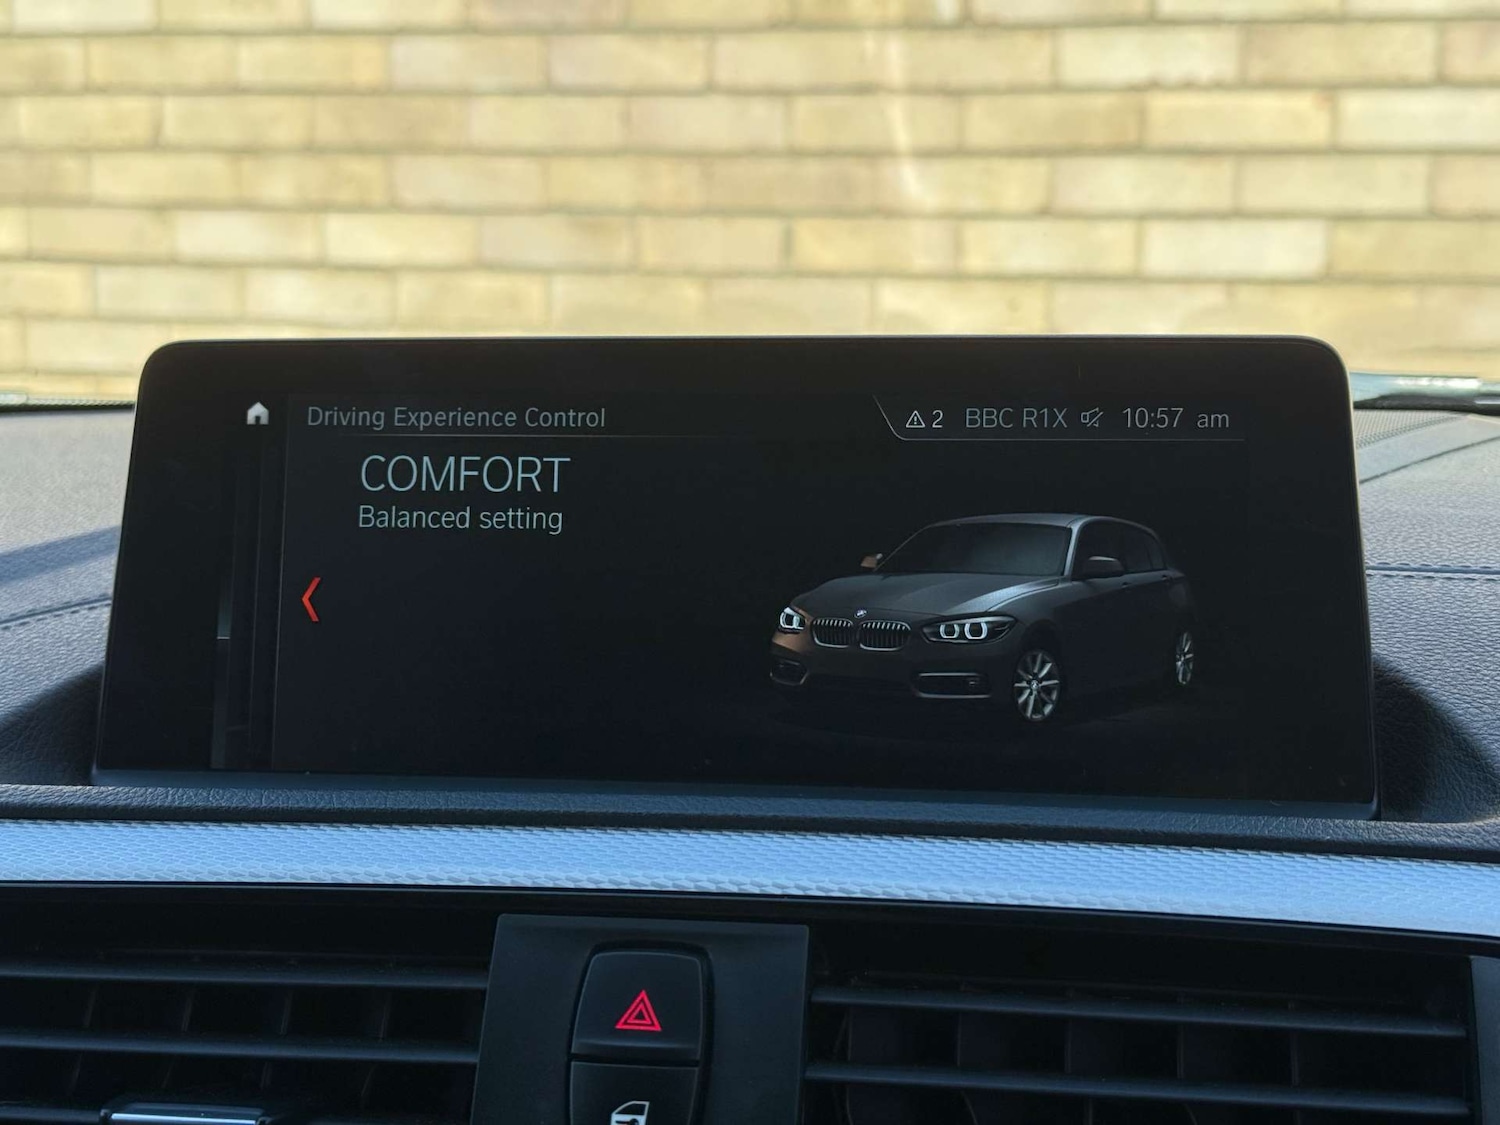 Driving Experience Control
2 BBC R1X 10:57 am
COMFORT
Balanced setting